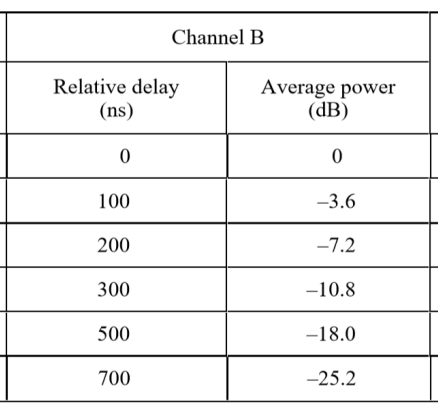 Channel B
Relative delay
(ns)
Average power
(dB)
0 0
100 –3.6
200 –7.2
300 –10.8
500 –18.0
700 –25.2